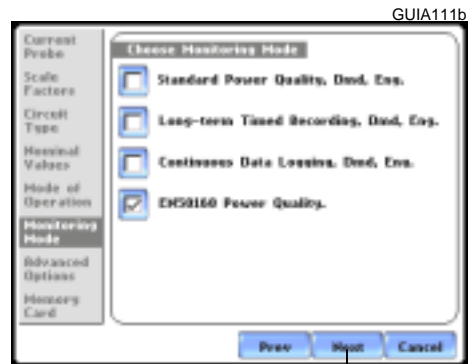 GUIA111b
Current
Probe
Scale
Factors
Circuit
Type
Nominal
Values
Mode of
Operation
Monitoring
Mode
Advanced
Options
Memory
Card
Choose Monitoring Mode
Standard Power Quality, Dmd, Eng.
Long-term Timed Recording, Dmd, Eng.
Continuous Data Logging, Dmd, Eng.
EN50160 Power Quality.
Prev Next Cancel